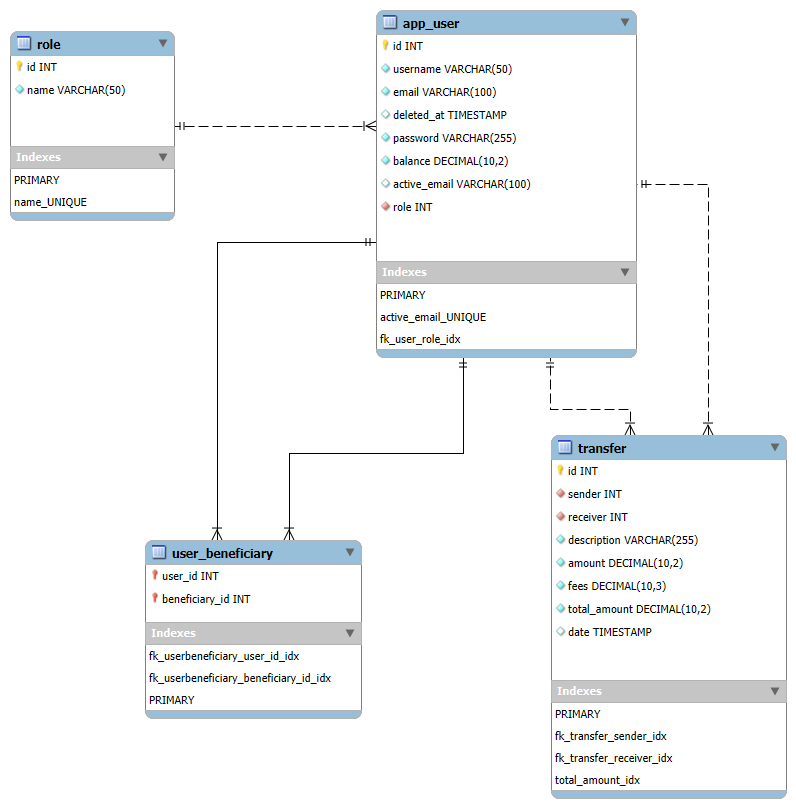 role
id INT
name VARCHAR(50)
Indexes
PRIMARY
name_UNIQUE
app_user
id INT
username VARCHAR(50)
email VARCHAR(100)
deleted_at TIMESTAMP
password VARCHAR(255)
balance DECIMAL(10,2)
active_email VARCHAR(100)
role INT
Indexes
PRIMARY
active_email_UNIQUE
fk_user_role_idx
user_beneficiary
user_id INT
beneficiary_id INT
Indexes
fk_userbeneficiary_user_id_idx
fk_userbeneficiary_beneficiary_id_idx
PRIMARY
transfer
id INT
sender INT
receiver INT
description VARCHAR(255)
amount DECIMAL(10,2)
fees DECIMAL(10,3)
total_amount DECIMAL(10,2)
date TIMESTAMP
Indexes
PRIMARY
fk_transfer_sender_idx
fk_transfer_receiver_idx
total_amount_idx